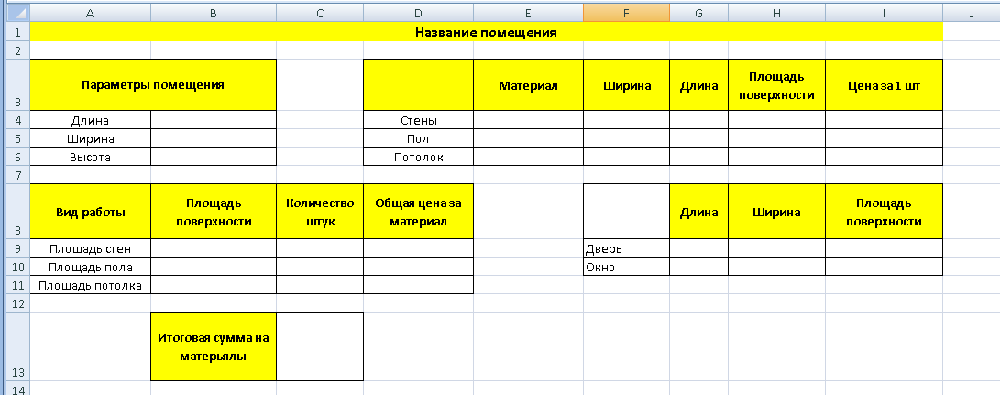 A B C D E F G H I J
1 Название помещения
2
3 Параметры помещения Материал Ширина Длина Площадь поверхности Цена за 1 шт
4 Длина Стены
5 Ширина Пол
6 Высота Потолок
7
8 Вид работы Площадь поверхности Количество штук Общая цена за материал Длина Ширина Площадь поверхности
9 Площадь стен Дверь
10 Площадь пола Окно
11 Площадь потолка
12
13 Итоговая сумма на матерьялы
14